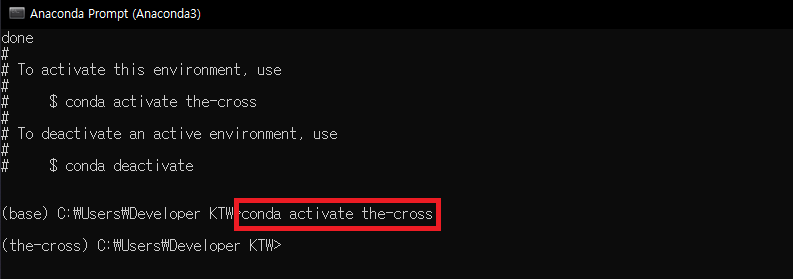 Anaconda Prompt (Anaconda3)
done
#
# To activate this environment, use
#
#     $ conda activate the-cross
#
# To deactivate an active environment, use
#
#     $ conda deactivate
(base) C:₩Users₩Developer KTW>conda activate the-cross
(the-cross) C:₩Users₩Developer KTW>